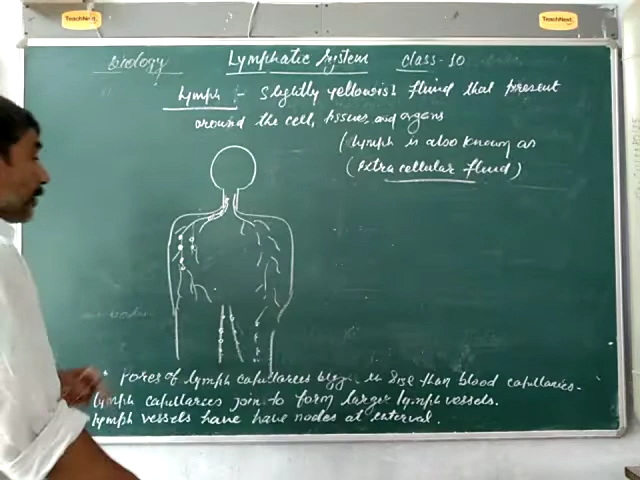 TeachNext
TeachNext
Biology Lymphatic System class-10
Lymph :- Slightly yellowish fluid that present
around the cell, tissues, and organs
(Lymph is also known as
(extra cellular fluid)
* Pores of lymph capillaries bigger in size than blood capillaries.
lymph capillaries join to form larger lymph vessels.
lymph vessels have have nodes at interval.